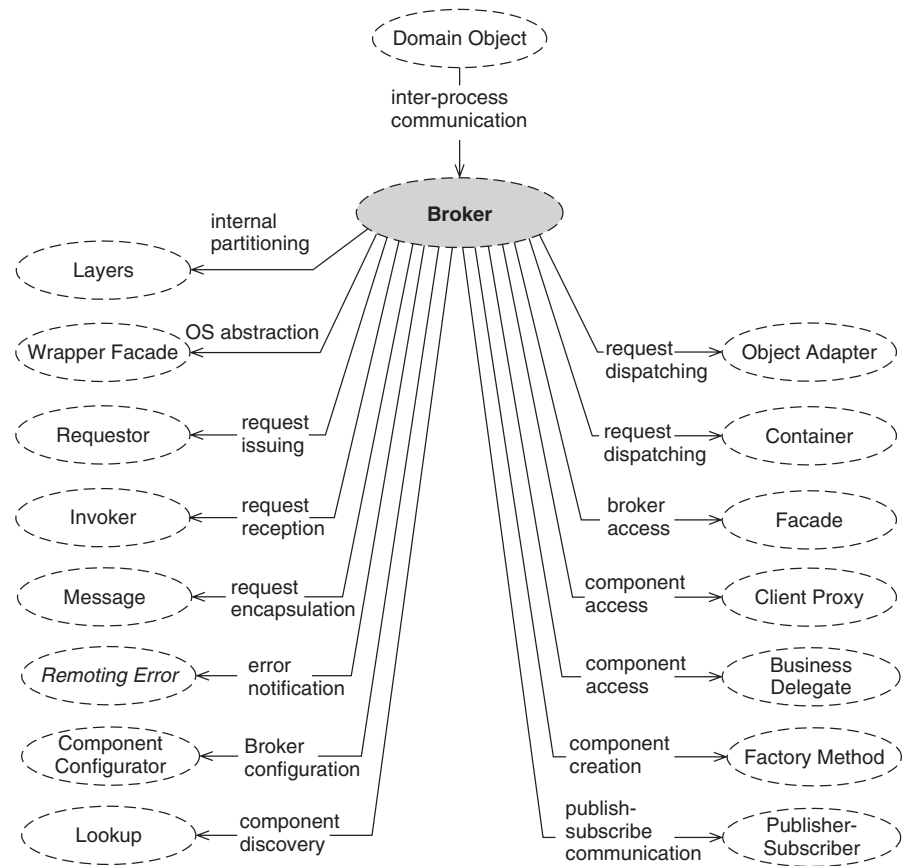 Domain Object
inter-process
communication
Broker
internal
partitioning
Layers
OS abstraction
Wrapper Facade
request
dispatching
Object Adapter
Requestor
request
issuing
request
dispatching
Container
Invoker
request
reception
broker
access
Facade
Message
request
encapsulation
component
access
Client Proxy
Remoting Error
error
notification
component
access
Business
Delegate
Component
Configurator
Broker
configuration
component
creation
Factory Method
Lookup
component
discovery
publish-
subscribe
communication
Publisher-
Subscriber